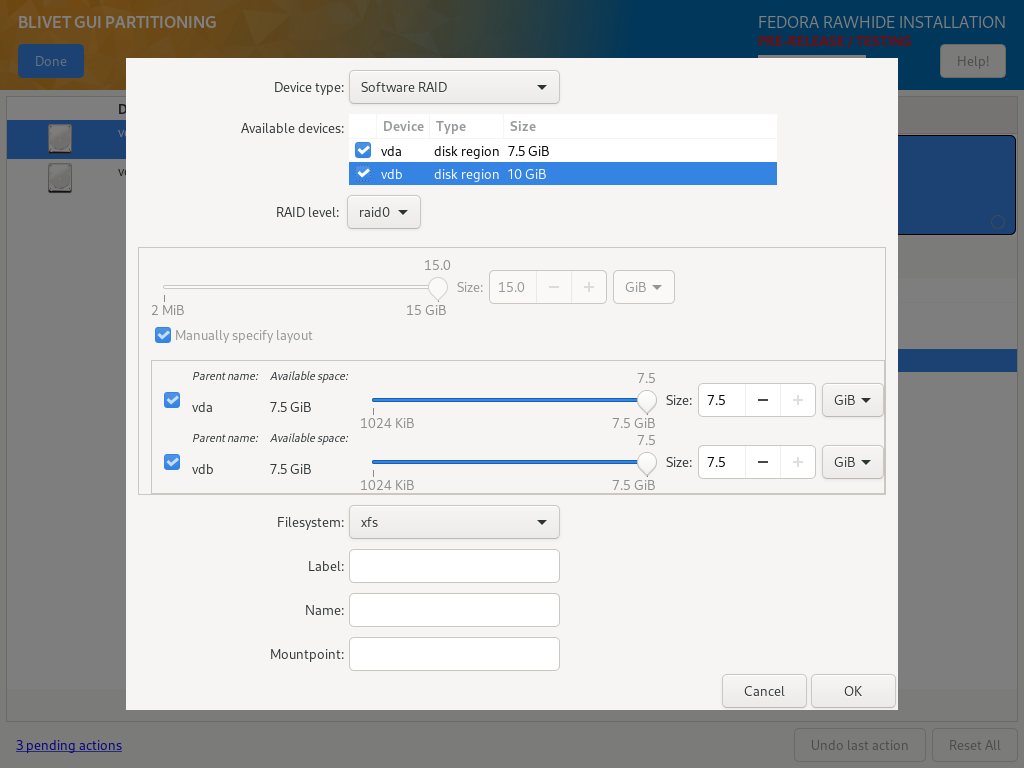 BLIVET GUI PARTITIONING
FEDORA RAWHIDE INSTALLATION
PRE-RELEASE / TESTING
Done
Help!
Device type: Software RAID
Available devices:
Device Type Size
vda disk region 7.5 GiB
vdb disk region 10 GiB
RAID level: raid0
15.0
Size: 15.0 − + GiB
2 MiB 15 GiB
Manually specify layout
Parent name: Available space:
7.5
vda 7.5 GiB Size: 7.5 − + GiB
1024 KiB 7.5 GiB
Parent name: Available space:
7.5
vdb 7.5 GiB Size: 7.5 − + GiB
1024 KiB 7.5 GiB
Filesystem: xfs
Label:
Name:
Mountpoint:
Cancel OK
3 pending actions
Undo last action Reset All